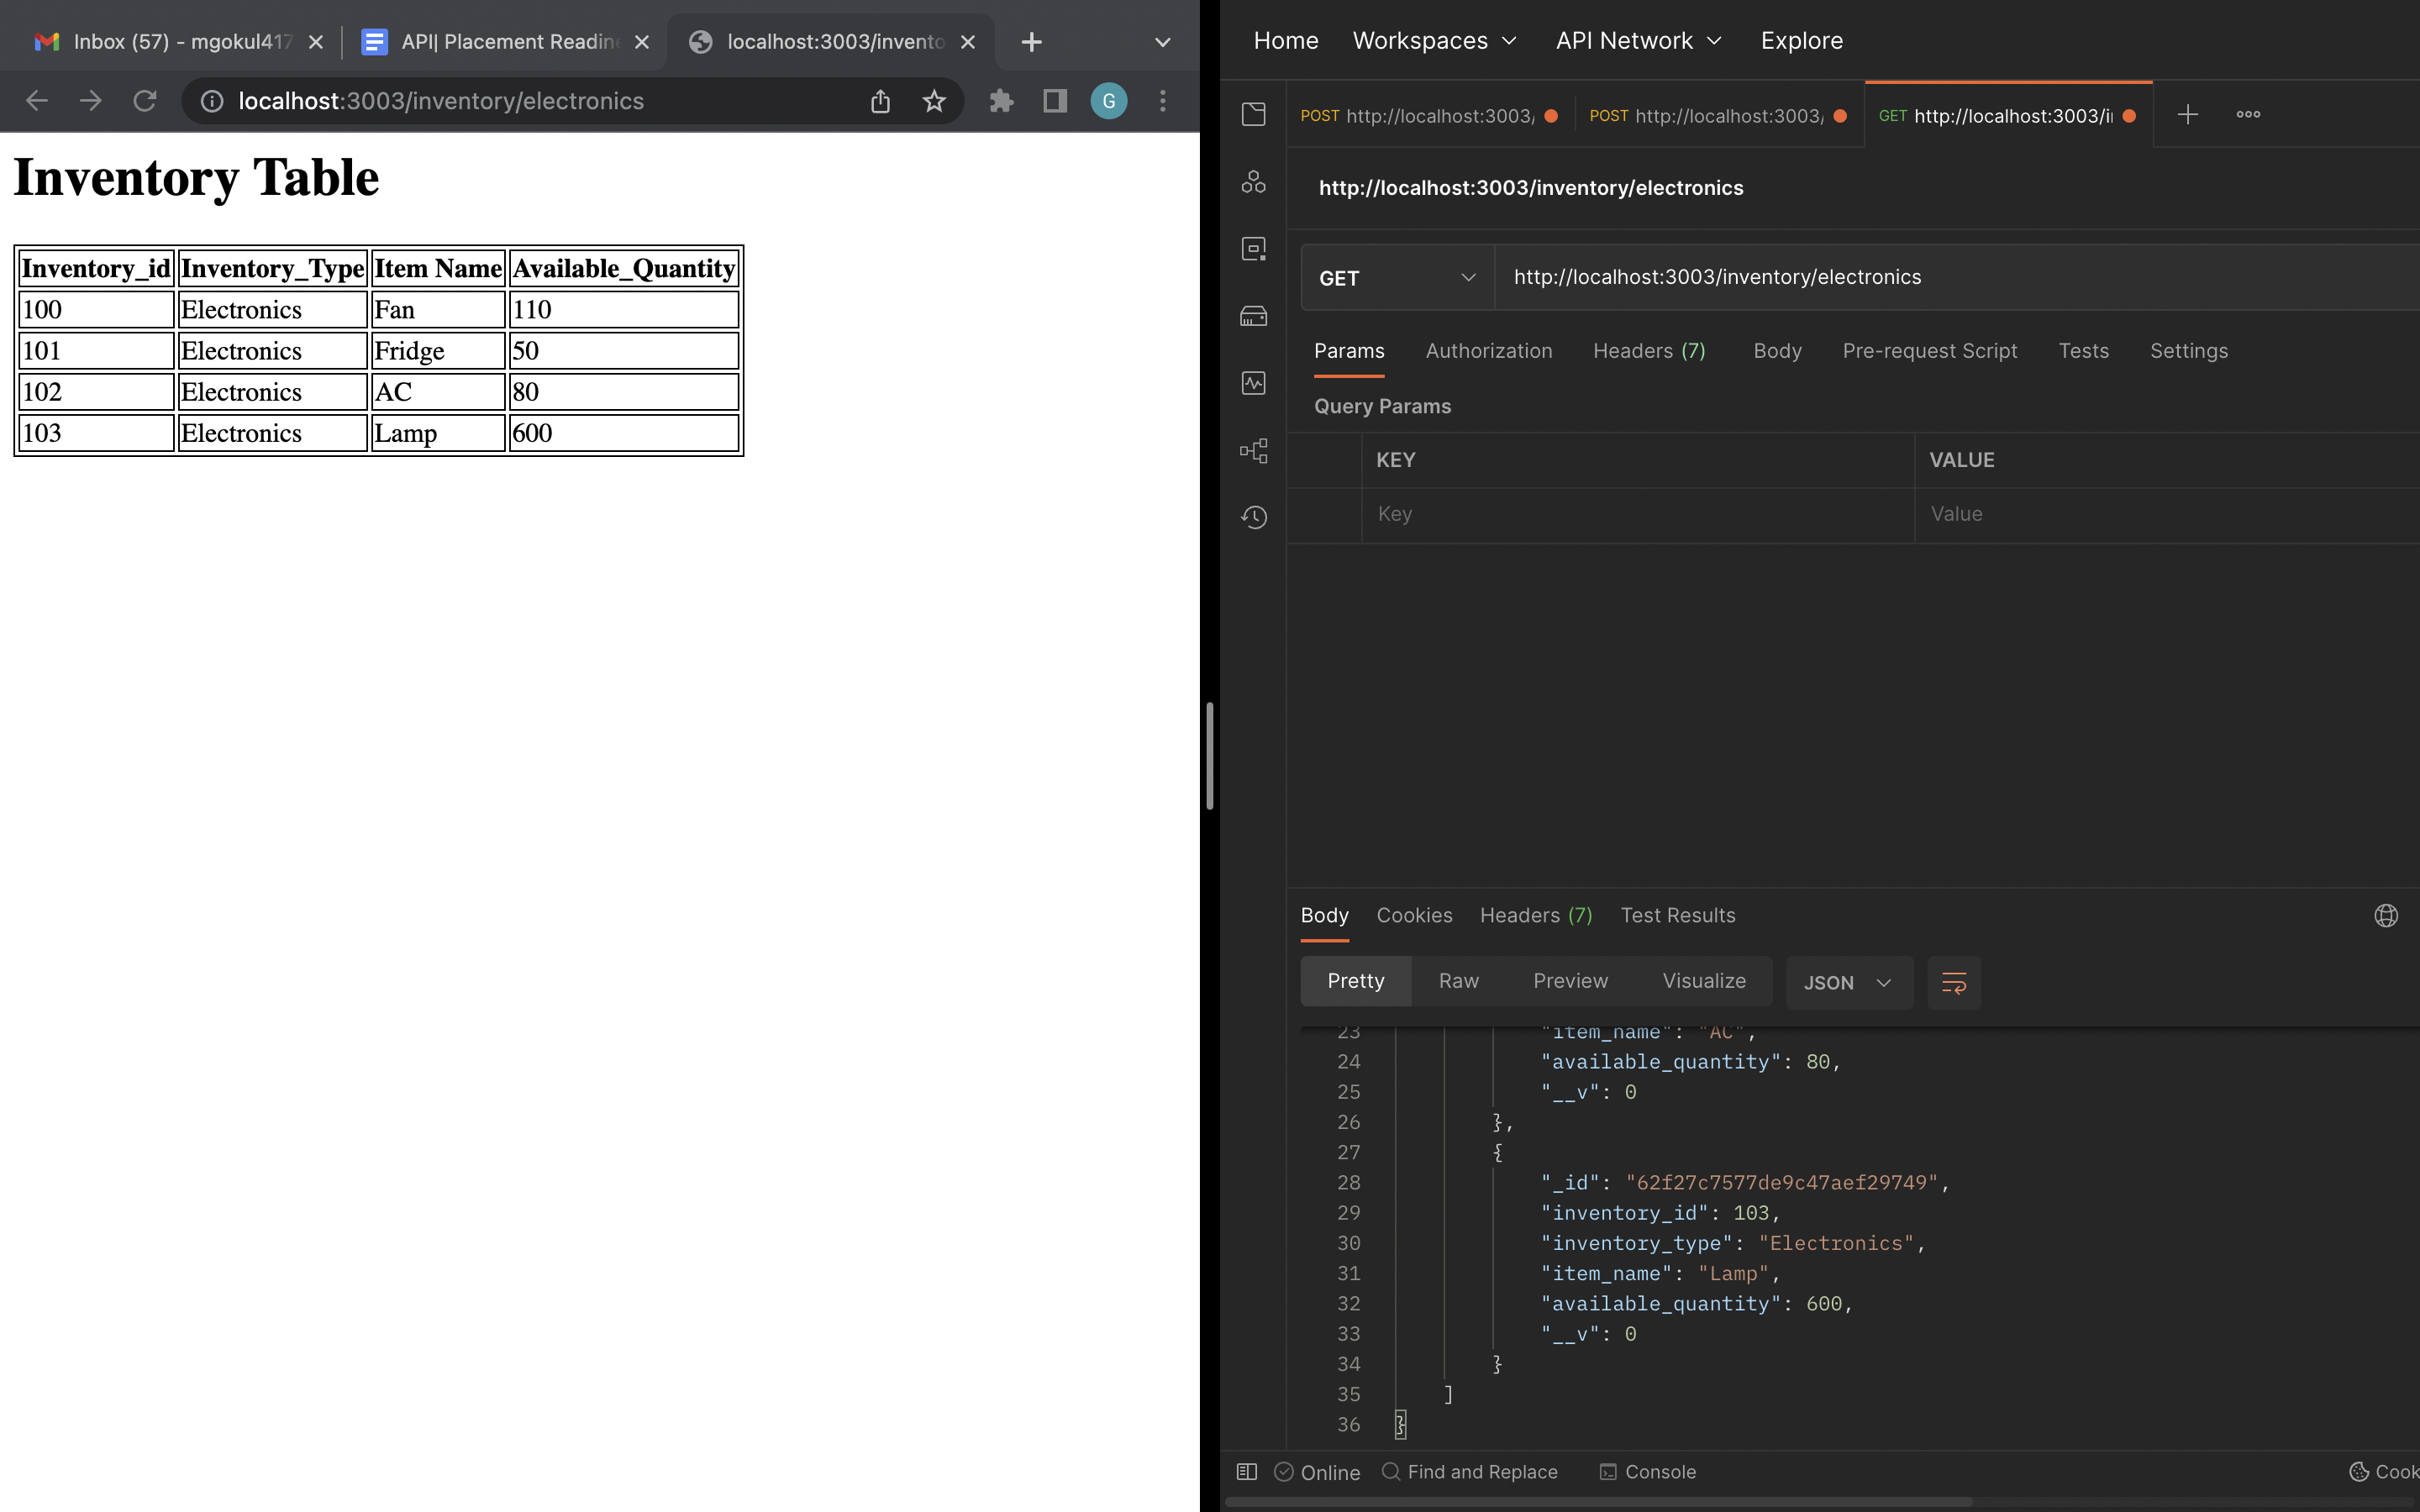 Inbox (57) - mgokul417
API| Placement Readine
localhost:3003/invento
localhost:3003/inventory/electronics
G
Inventory Table
Inventory_id Inventory_Type Item Name Available_Quantity
100 Electronics Fan 110
101 Electronics Fridge 50
102 Electronics AC 80
103 Electronics Lamp 600
Home Workspaces API Network Explore
POST http://localhost:3003/ POST http://localhost:3003/ GET http://localhost:3003/i
http://localhost:3003/inventory/electronics
GET http://localhost:3003/inventory/electronics
Params Authorization Headers (7) Body Pre-request Script Tests Settings
Query Params
KEY VALUE
Key Value
Body Cookies Headers (7) Test Results
Pretty Raw Preview Visualize JSON
23 "item_name": "AC",
24 "available_quantity": 80,
25 "__v": 0
26 },
27 {
28 "_id": "62f27c7577de9c47aef29749",
29 "inventory_id": 103,
30 "inventory_type": "Electronics",
31 "item_name": "Lamp",
32 "available_quantity": 600,
33 "__v": 0
34 }
35 ]
36 }
Online Find and Replace Console Cook